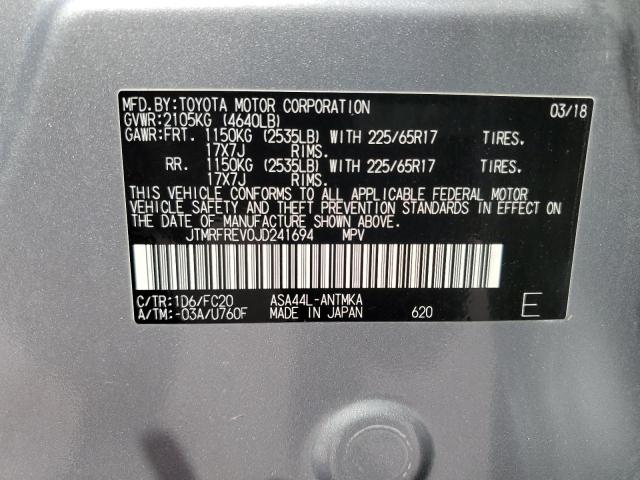 MFD.BY:TOYOTA MOTOR CORPORATION 03/18
GVWR:2105KG (4640LB)
GAWR:FRT. 1150KG (2535LB) WITH 225/65R17 TIRES.
17X7J RIMS.
RR. 1150KG (2535LB) WITH 225/65R17 TIRES.
17X7J RIMS.
THIS VEHICLE CONFORMS TO ALL APPLICABLE FEDERAL MOTOR
VEHICLE SAFETY AND THEFT PREVENTION STANDARDS IN EFFECT ON
THE DATE OF MANUFACTURE SHOWN ABOVE.
JTMRFREV0JD241694 MPV
C/TR:1D6/FC20 ASA44L-ANTMKA
A/TM:-03A/U760F MADE IN JAPAN 620 E